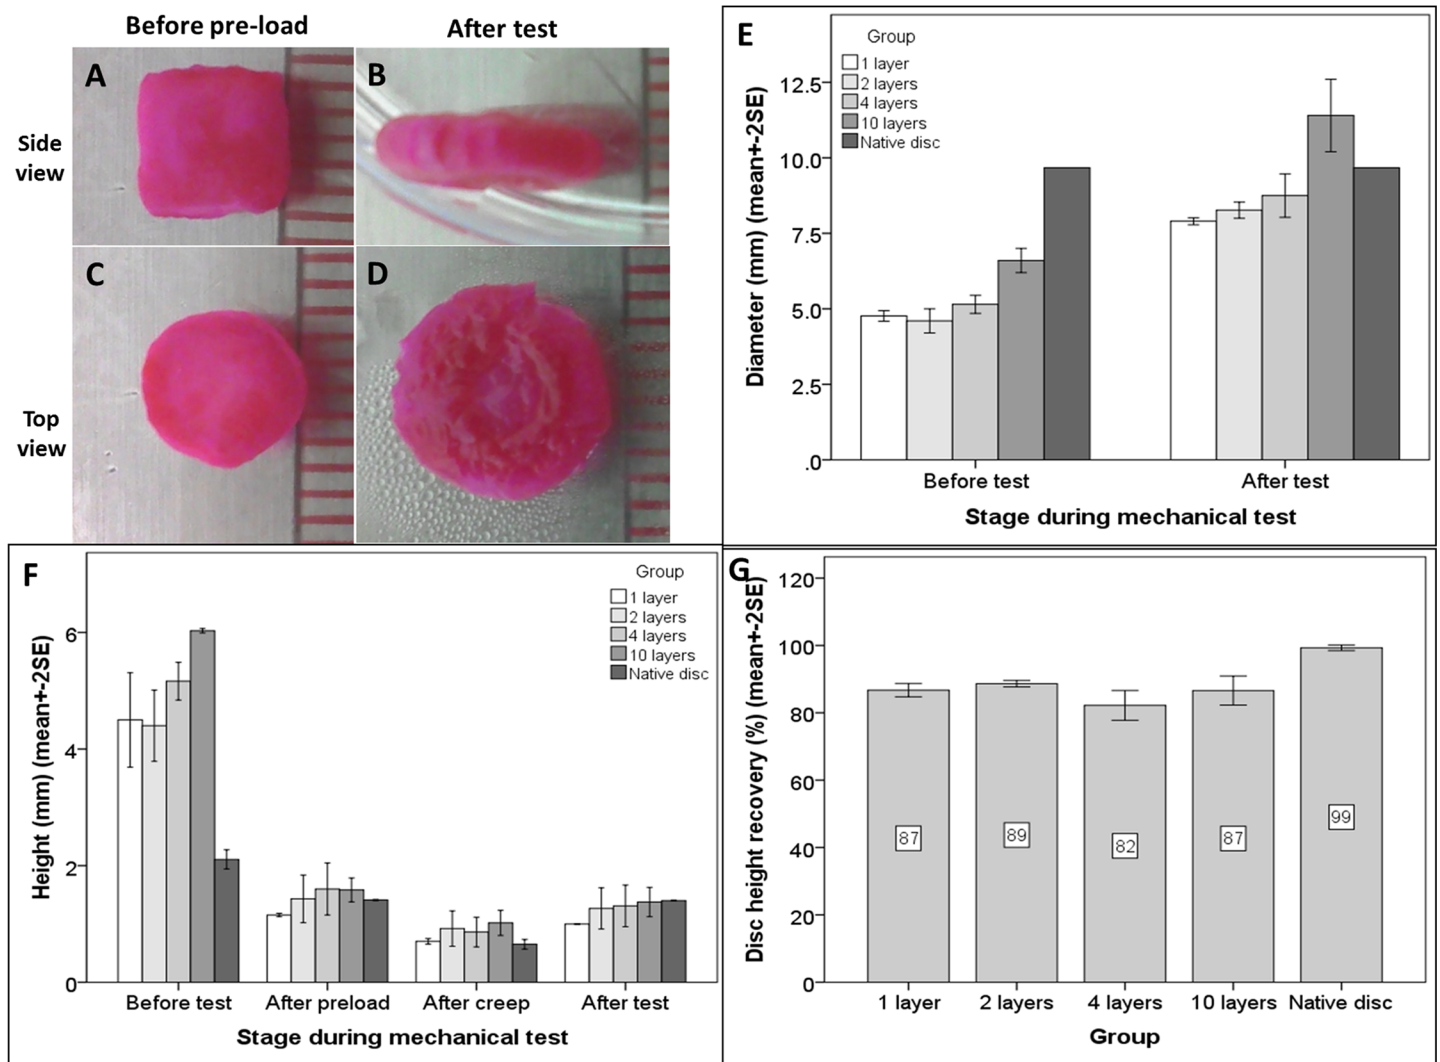 Before pre-load
After test
A
B
Side
view
C
D
Top
view
E
Group
1 layer
2 layers
4 layers
10 layers
Native disc
Diameter (mm) (mean+-2SE)
12.5
10.0
7.5
5.0
2.5
.0
Before test
After test
Stage during mechanical test
F
Group
1 layer
2 layers
4 layers
10 layers
Native disc
Height (mm) (mean+-2SE)
6
4
2
0
Before test
After preload
After creep
After test
Stage during mechanical test
G
Disc height recovery (%) (mean+-2SE)
120
100
80
60
40
20
0
87
89
82
87
99
1 layer
2 layers
4 layers
10 layers
Native disc
Group